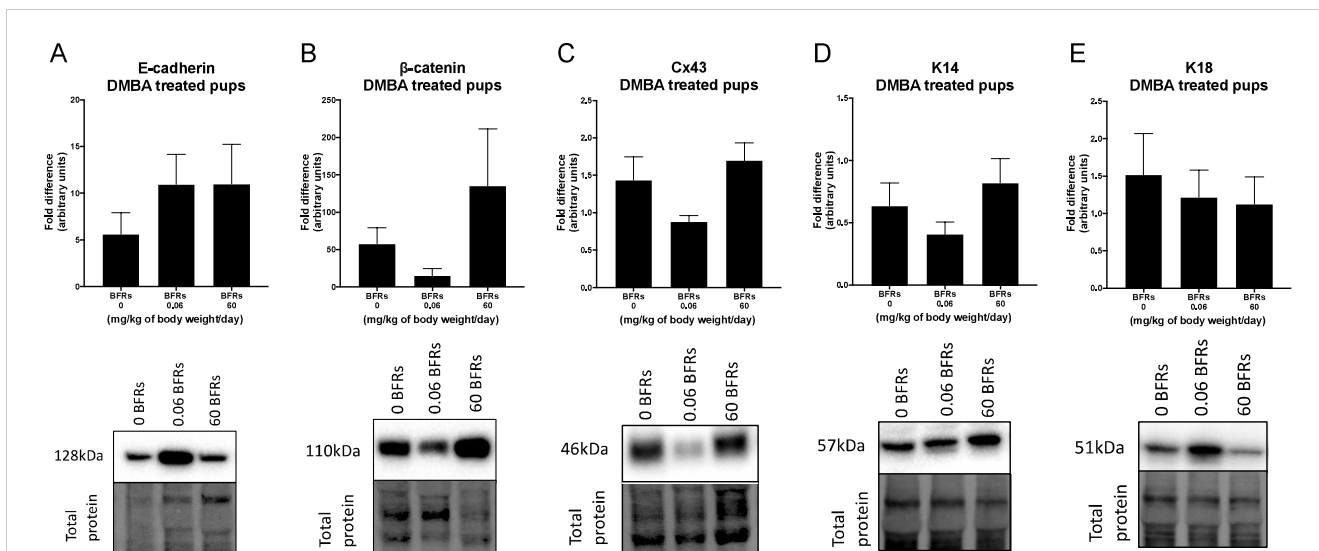 A
E-cadherin
DMBA treated pups
Fold difference
(arbitrary units)
20
15
10
5
0
BFRs BFRs BFRs
0 0.06 60
(mg/kg of body weight/day)
0 BFRs
0.06 BFRs
60 BFRs
128kDa
Total
protein
B
β-catenin
DMBA treated pups
Fold difference
(arbitrary units)
250
200
150
100
50
0
BFRs BFRs BFRs
0 0.06 60
(mg/kg of body weight/day)
0 BFRs
0.06 BFRs
60 BFRs
110kDa
Total
protein
C
Cx43
DMBA treated pups
Fold difference
(arbitrary units)
2.5
2.0
1.5
1.0
0.5
0.0
BFRs BFRs BFRs
0 0.06 60
(mg/kg of body weight/day)
0 BFRs
0.06 BFRs
60 BFRs
46kDa
Total
protein
D
K14
DMBA treated pups
Fold difference
(arbitrary units)
1.5
1.0
0.5
0.0
BFRs BFRs BFRs
0 0.06 60
(mg/kg of body weight/day)
0 BFRs
0.06 BFRs
60 BFRs
57kDa
Total
protein
E
K18
DMBA treated pups
Fold difference
(arbitrary units)
2.5
2.0
1.5
1.0
0.5
0.0
BFRs BFRs BFRs
0 0.06 60
(mg/kg of body weight/day)
0 BFRs
0.06 BFRs
60 BFRs
51kDa
Total
protein